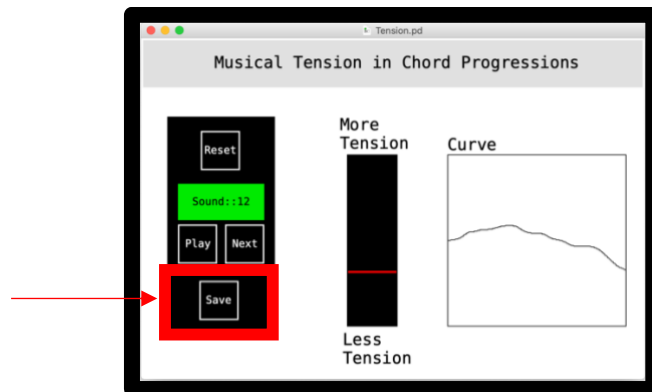 Tension.pd
Musical Tension in Chord Progressions
Reset
Sound::12
Play Next
Save
More
Tension
Less
Tension
Curve